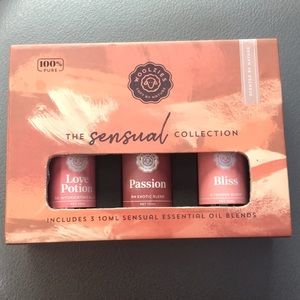 100%
PURE
WOOLZIES
THE sensual COLLECTION
Love
Potion
Passion
AN EXOTIC BLEND
Bliss
INCLUDES 3 10ML SENSUAL ESSENTIAL OIL BLENDS